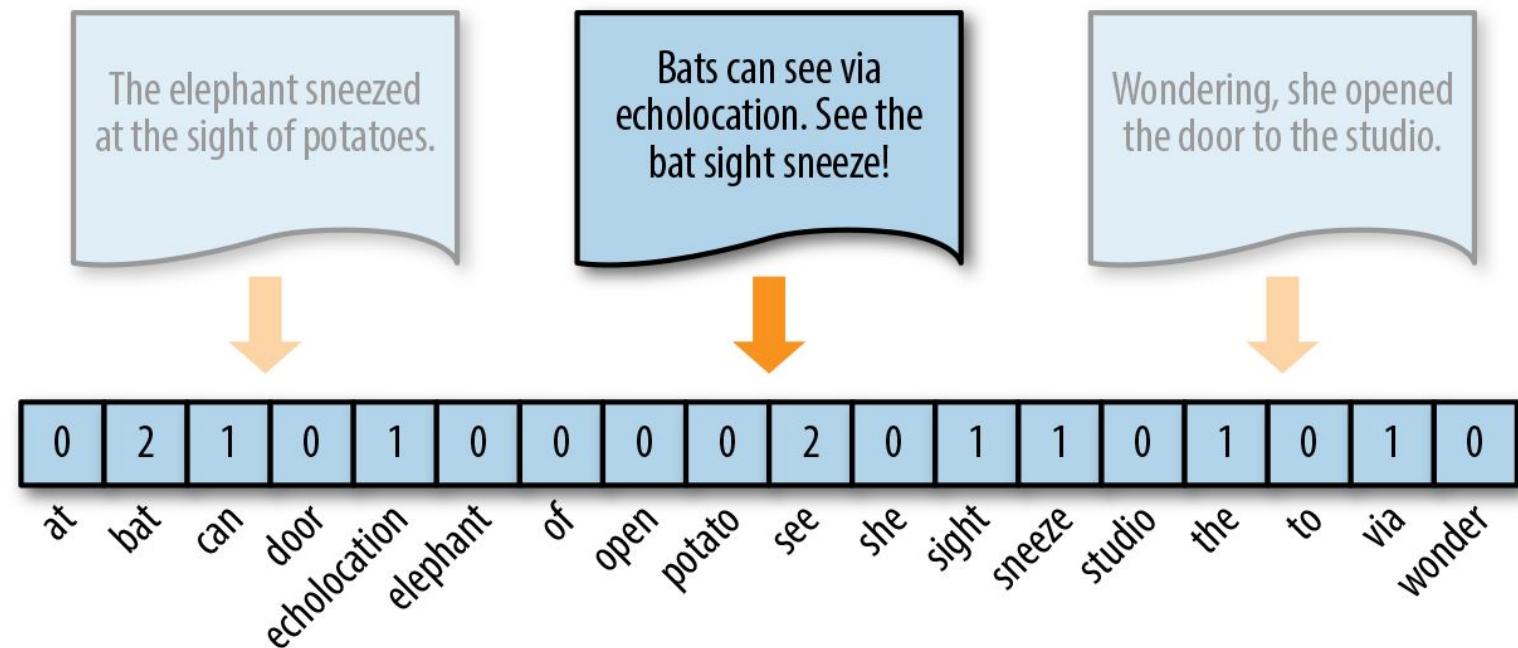 The elephant sneezed
at the sight of potatoes.
Bats can see via
echolocation. See the
bat sight sneeze!
Wondering, she opened
the door to the studio.
0 2 1 0 1 0 0 0 0 2 0 1 1 0 1 0 1 0
at bat can door echolocation elephant of open potato see she sight sneeze studio the to via wonder